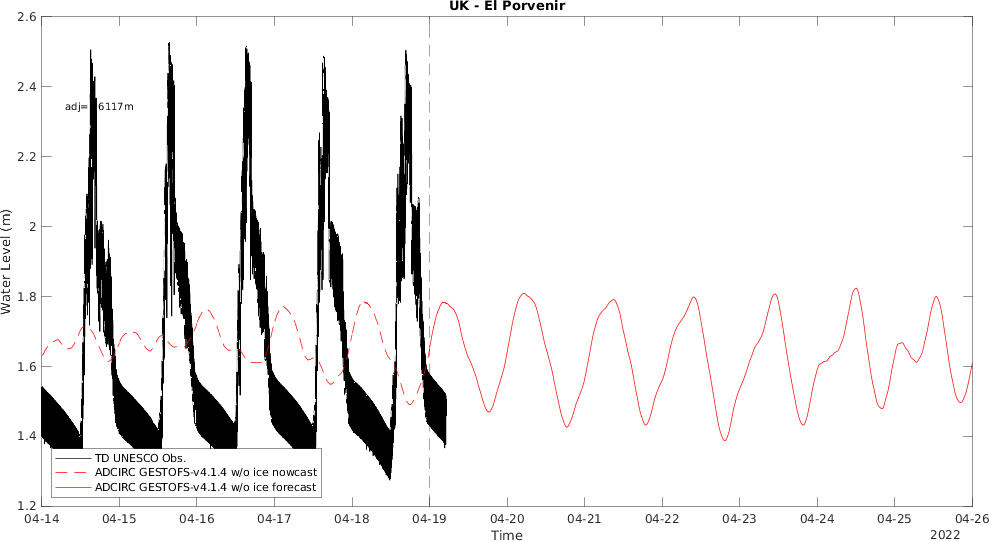 UK - El Porvenir
2.6
2.4
2.2
2
1.8
1.6
1.4
1.2
Water Level (m)
adj= 6117m
TD UNESCO Obs.
ADCIRC GESTOFS-v4.1.4 w/o ice nowcast
ADCIRC GESTOFS-v4.1.4 w/o ice forecast
04-14 04-15 04-16 04-17 04-18 04-19 04-20 04-21 04-22 04-23 04-24 04-25 04-26
Time
2022